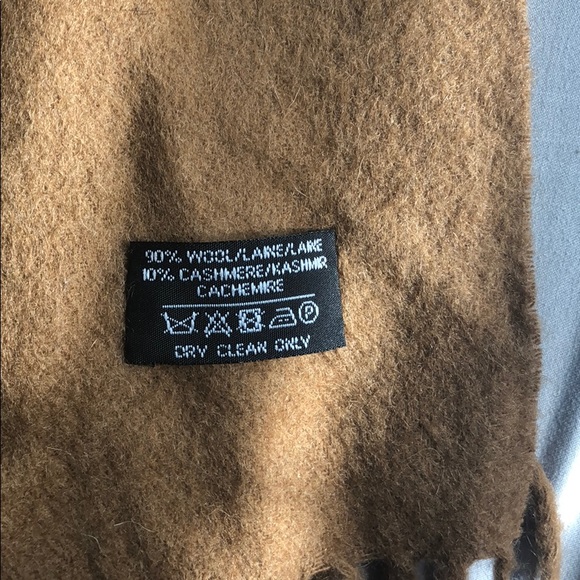 90% WOOL/LAINE/LAINE
10% CASHMERE/KASHMIR
CACHEMIRE
P
DRY CLEAN ONLY